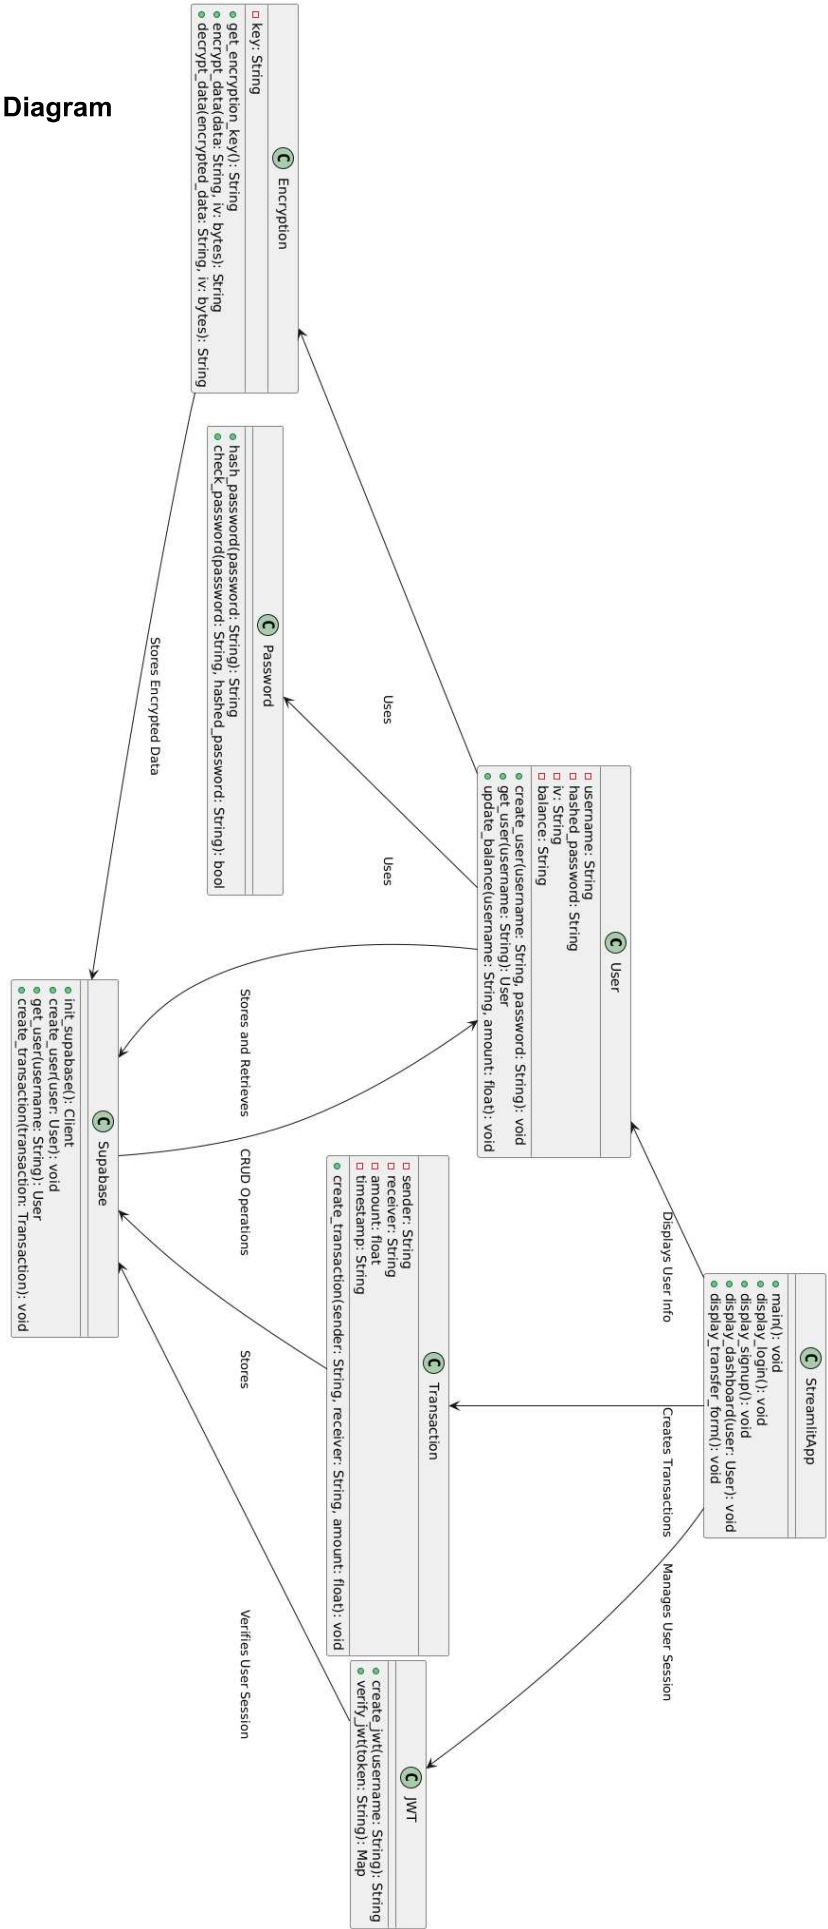 Diagram
StreamlitApp
main(): void
display_login(): void
display_signup(): void
display_dashboard(user: User): void
display_transfer_form(): void
Displays User Info
Creates Transactions
Manages User Session
User
username: String
hashed_password: String
iv: String
balance: String
create_user(username: String, password: String): void
get_user(username: String): User
update_balance(username: String, amount: float): void
Transaction
sender: String
receiver: String
amount: float
timestamp: String
create_transaction(sender: String, receiver: String, amount: float): void
JWT
create_jwt(username: String): String
verify_jwt(token: String): Map
Uses
Uses
Encryption
key: String
get_encryption_key(): String
encrypt_data(data: String, iv: bytes): String
decrypt_data(encrypted_data: String, iv: bytes): String
Password
hash_password(password: String): String
check_password(password: String, hashed_password: String): bool
Stores Encrypted Data
Stores and Retrieves
CRUD Operations
Stores
Verifies User Session
Supabase
init_supabase(): Client
create_user(user: User): void
get_user(username: String): User
create_transaction(transaction: Transaction): void